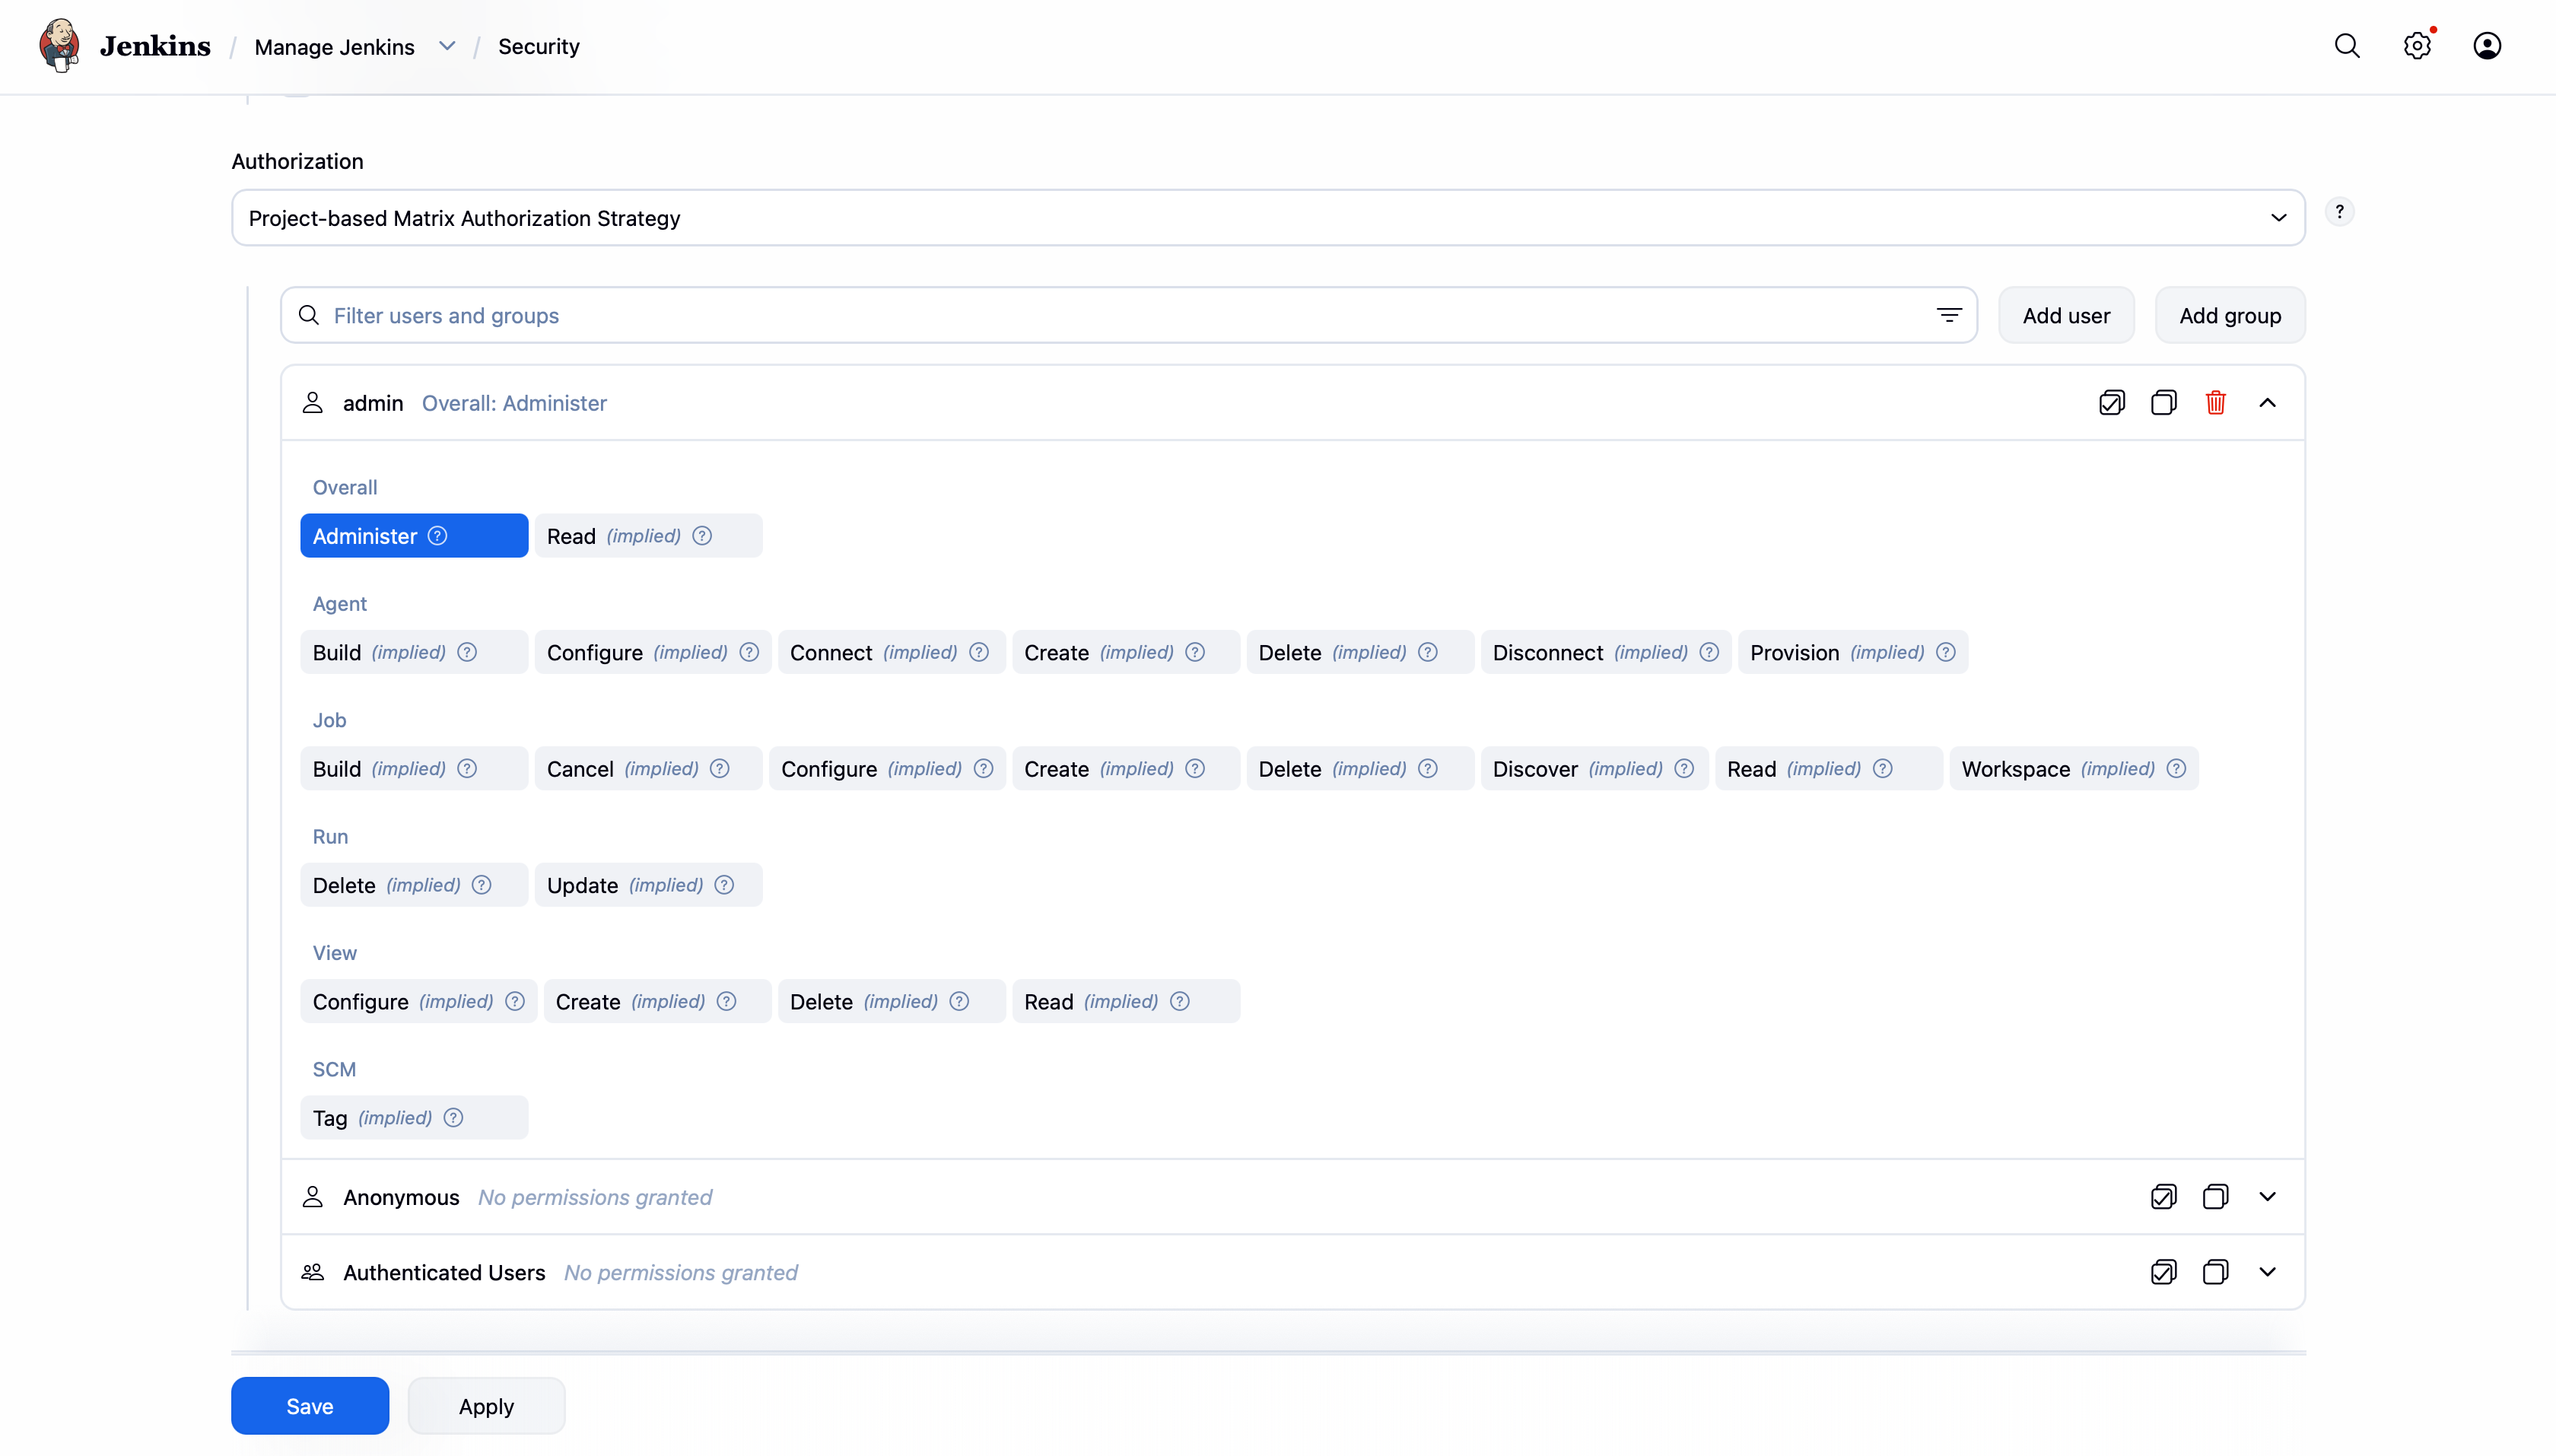 Jenkins / Manage Jenkins / Security
Authorization
Project-based Matrix Authorization Strategy
?
Filter users and groups
Add user
Add group
admin Overall: Administer
Overall
Administer ? Read (implied) ?
Agent
Build (implied) ? Configure (implied) ? Connect (implied) ? Create (implied) ? Delete (implied) ? Disconnect (implied) ? Provision (implied) ?
Job
Build (implied) ? Cancel (implied) ? Configure (implied) ? Create (implied) ? Delete (implied) ? Discover (implied) ? Read (implied) ? Workspace (implied) ?
Run
Delete (implied) ? Update (implied) ?
View
Configure (implied) ? Create (implied) ? Delete (implied) ? Read (implied) ?
SCM
Tag (implied) ?
Anonymous No permissions granted
Authenticated Users No permissions granted
Save
Apply